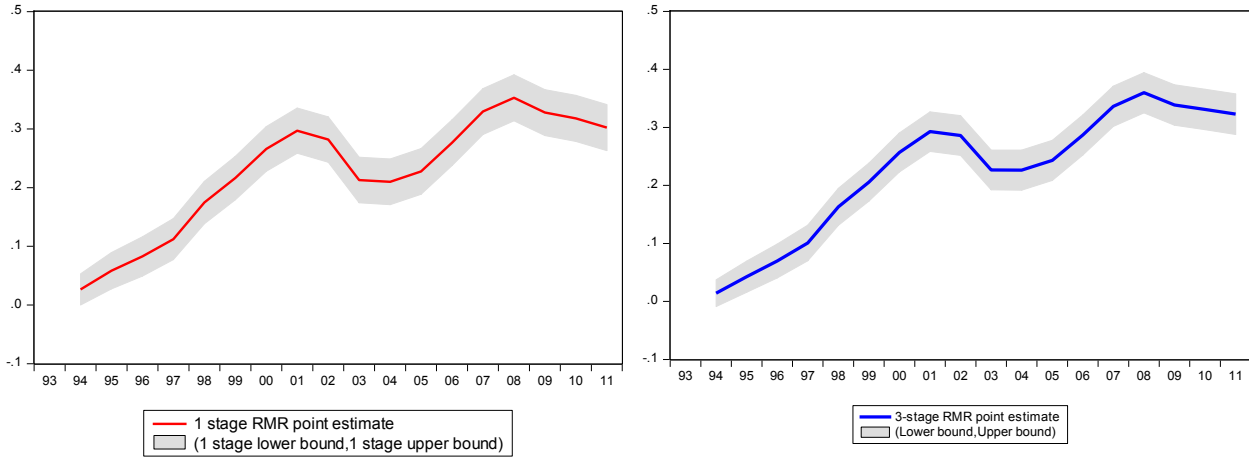 .5
.4
.3
.2
.1
.0
-.1
93 94 95 96 97 98 99 00 01 02 03 04 05 06 07 08 09 10 11
1 stage RMR point estimate
(1 stage lower bound,1 stage upper bound)
.5
.4
.3
.2
.1
.0
-.1
93 94 95 96 97 98 99 00 01 02 03 04 05 06 07 08 09 10 11
3-stage RMR point estimate
(Lower bound,Upper bound)